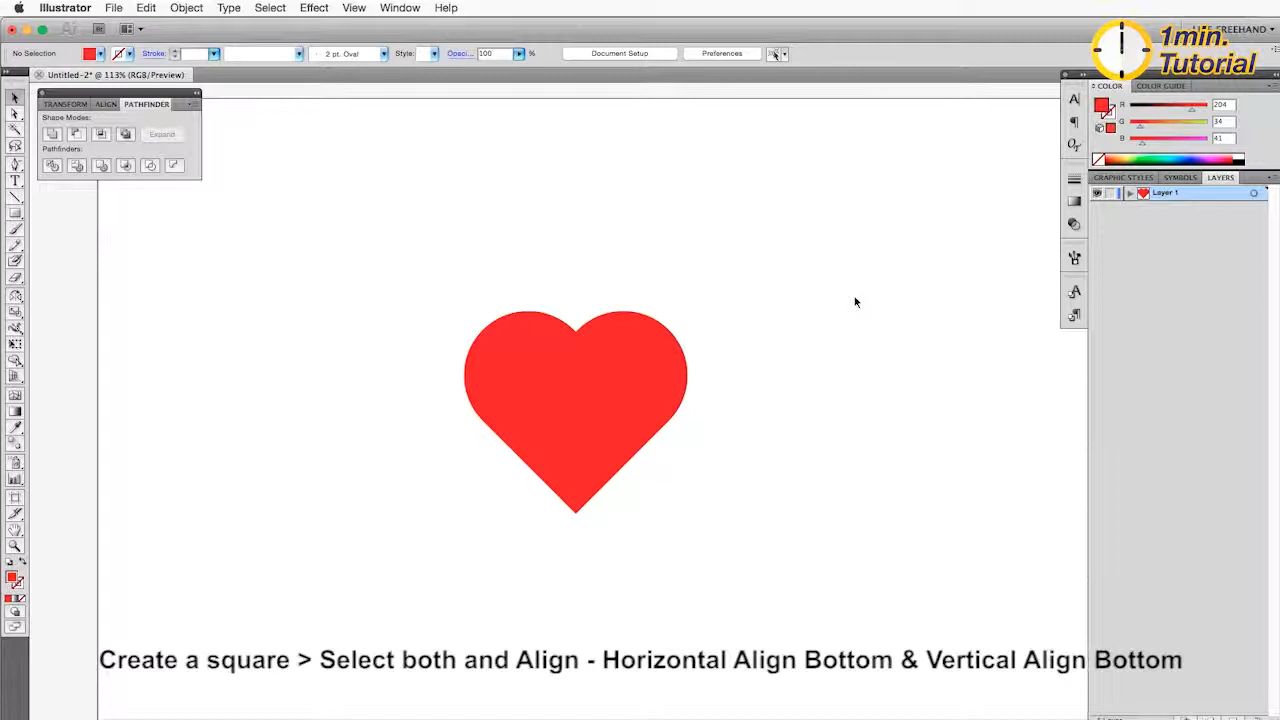 Illustrator File Edit Object Type Select Effect View Window Help
Br
1min.
Tutorial
No Selection Stroke: 2 pt. Oval Style: Opaci... 100 % Document Setup Preferences
Untitled-2* @ 113% (RGB/Preview)
TRANSFORM ALIGN PATHFINDER
Shape Modes:
Expand
Pathfinders:
COLOR COLOR GUIDE
R 204
G 34
B 41
GRAPHIC STYLES SYMBOLS LAYERS
Layer 1
Create a square > Select both and Align - Horizontal Align Bottom & Vertical Align Bottom